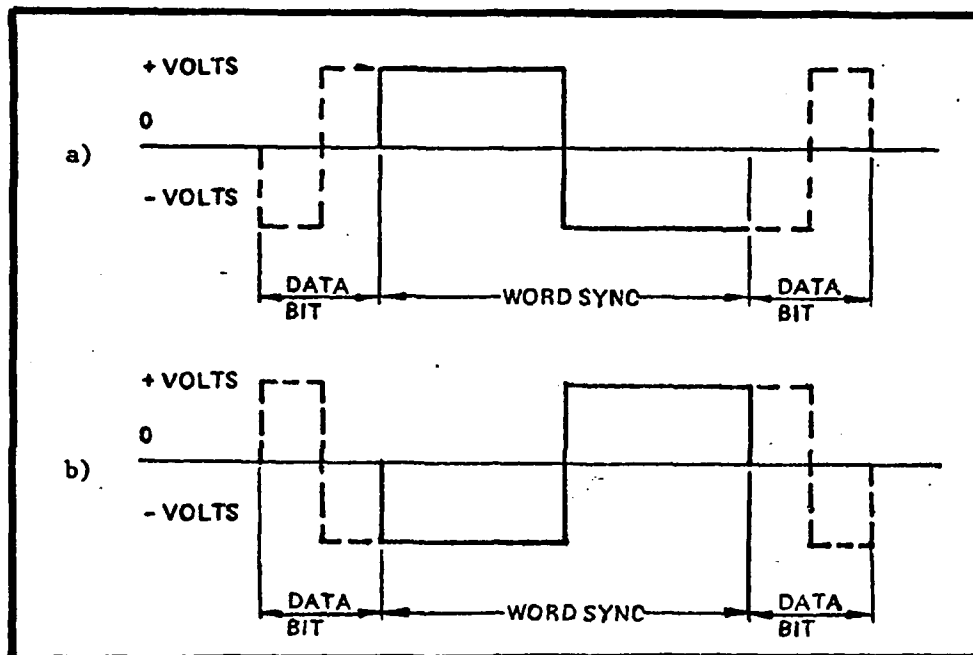 + VOLTS
0
a)
- VOLTS
DATA
BIT
WORD SYNC
DATA
BIT
+ VOLTS
0
b)
- VOLTS
DATA
BIT
WORD SYNC
DATA
BIT